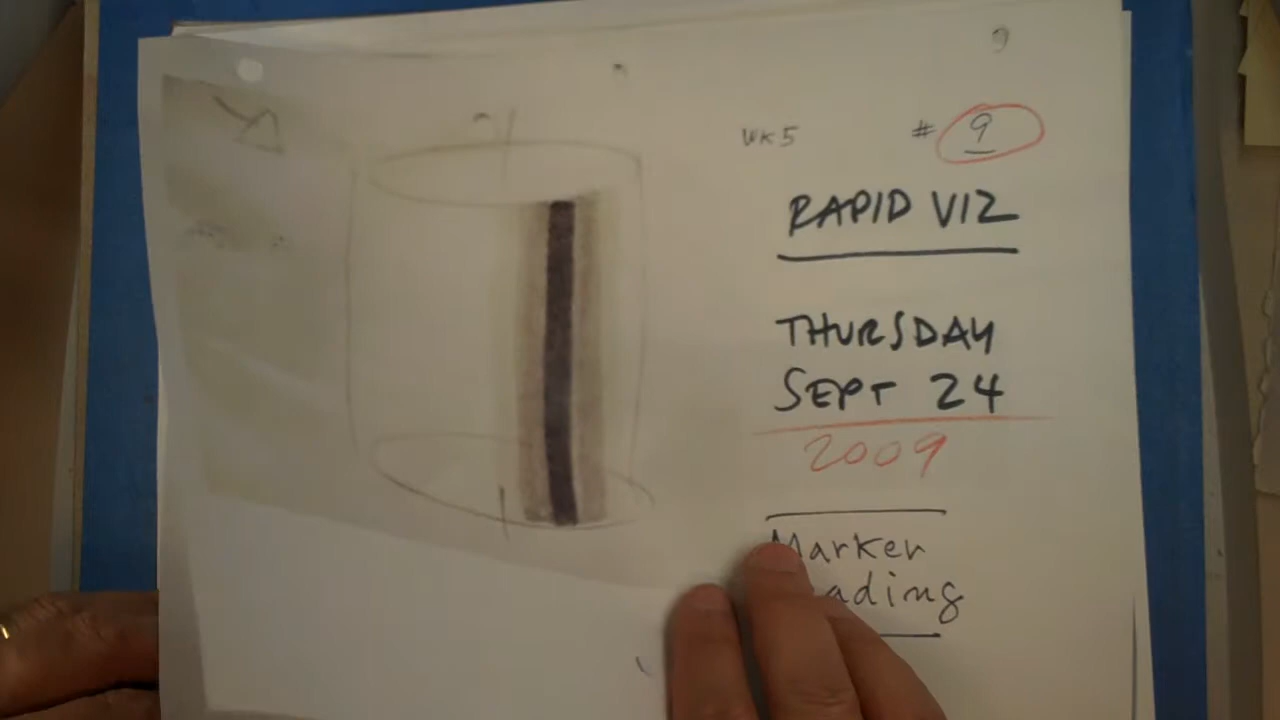 WK5 # 9
RAPID VIZ
THURSDAY
SEPT 24
2009
Marker
ading